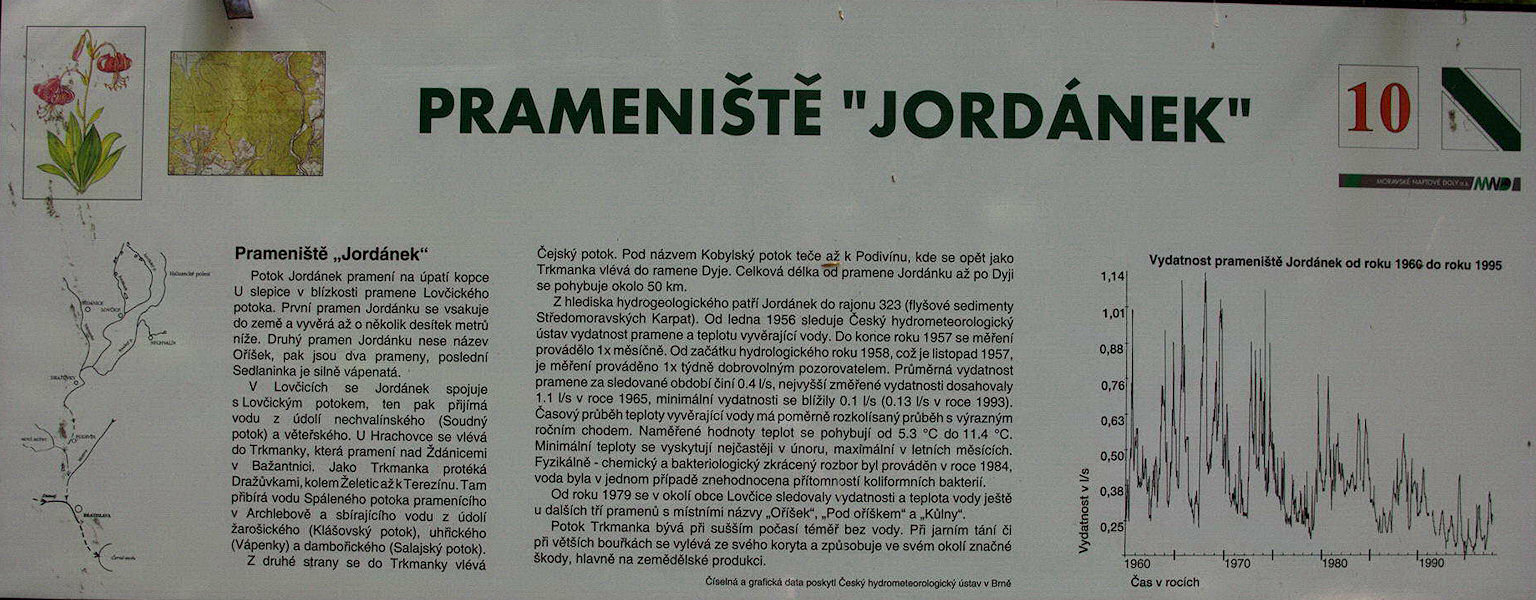 PRAMENIŠTĚ "JORDÁNEK"
10
MORAVSKÉ NAFTOVÉ DOLY a.s. MND
Prameniště „Jordánek“
Potok Jordánek pramení na úpatí kopce
U slepice v blízkosti pramene Lovčického
potoka. První pramen Jordánku se vsakuje
do země a vyvěrá až o několik desítek metrů
níže. Druhý pramen Jordánku nese název
Oříšek, pak jsou dva prameny, poslední
Sedlaninka je silně vápenatá.
V Lovčicích se Jordánek spojuje
s Lovčickým potokem, ten pak přijímá
vodu z údolí nechvalínského (Soudný
potok) a věteřského. U Hrachovce se vlévá
do Trkmanky, která pramení nad Ždánicemi
v Bažantnici. Jako Trkmanka protéká
Dražůvkami, kolem Želetic až k Terezínu. Tam
přibírá vodu Spáleného potoka pramenícího
v Archlebově a sbírajícího vodu z údolí
žarošického (Klášovský potok), uhřického
(Vápenky) a dambořického (Salajský potok).
Z druhé strany se do Trkmanky vlévá
Čejský potok. Pod názvem Kobylský potok teče až k Podivínu, kde se opět jako
Trkmanka vlévá do ramene Dyje. Celková délka od pramene Jordánku až po Dyji
se pohybuje okolo 50 km.
Z hlediska hydrogeologického patří Jordánek do rajonu 323 (flyšové sedimenty
Středomoravských Karpat). Od ledna 1956 sleduje Český hydrometeorologický
ústav vydatnost pramene a teplotu vyvěrající vody. Do konce roku 1957 se měření
provádělo 1x měsíčně. Od začátku hydrologického roku 1958, což je listopad 1957,
je měření prováděno 1x týdně dobrovolným pozorovatelem. Průměrná vydatnost
pramene za sledované období činí 0.4 l/s, nejvyšší změřené vydatnosti dosahovaly
1.1 l/s v roce 1965, minimální vydatnosti se blížily 0.1 l/s (0.13 l/s v roce 1993).
Časový průběh teploty vyvěrající vody má poměrně rozkolísaný průběh s výrazným
ročním chodem. Naměřené hodnoty teplot se pohybují od 5.3 °C do 11.4 °C.
Minimální teploty se vyskytují nejčastěji v únoru, maximální v letních měsících.
Fyzikálně - chemický a bakteriologický zkrácený rozbor byl prováděn v roce 1984,
voda byla v jednom případě znehodnocena přítomností koliformních bakterií.
Od roku 1979 se v okolí obce Lovčice sledovaly vydatnosti a teplota vody ještě
u dalších tří pramenů s místními názvy „Oříšek“, „Pod oříškem“ a „Kůlny“.
Potok Trkmanka bývá při sušším počasí téměř bez vody. Při jarním tání či
při větších bouřkách se vylévá ze svého koryta a způsobuje ve svém okolí značné
škody, hlavně na zemědělské produkci.
Číselná a grafická data poskytl Český hydrometeorologický ústav v Brně
Vydatnost prameniště Jordánek od roku 1960 do roku 1995
1,14
1,01
0,88
0,76
0,63
0,50
0,38
0,25
Vydatnost v l/s
1960 1970 1980 1990
Čas v rocích